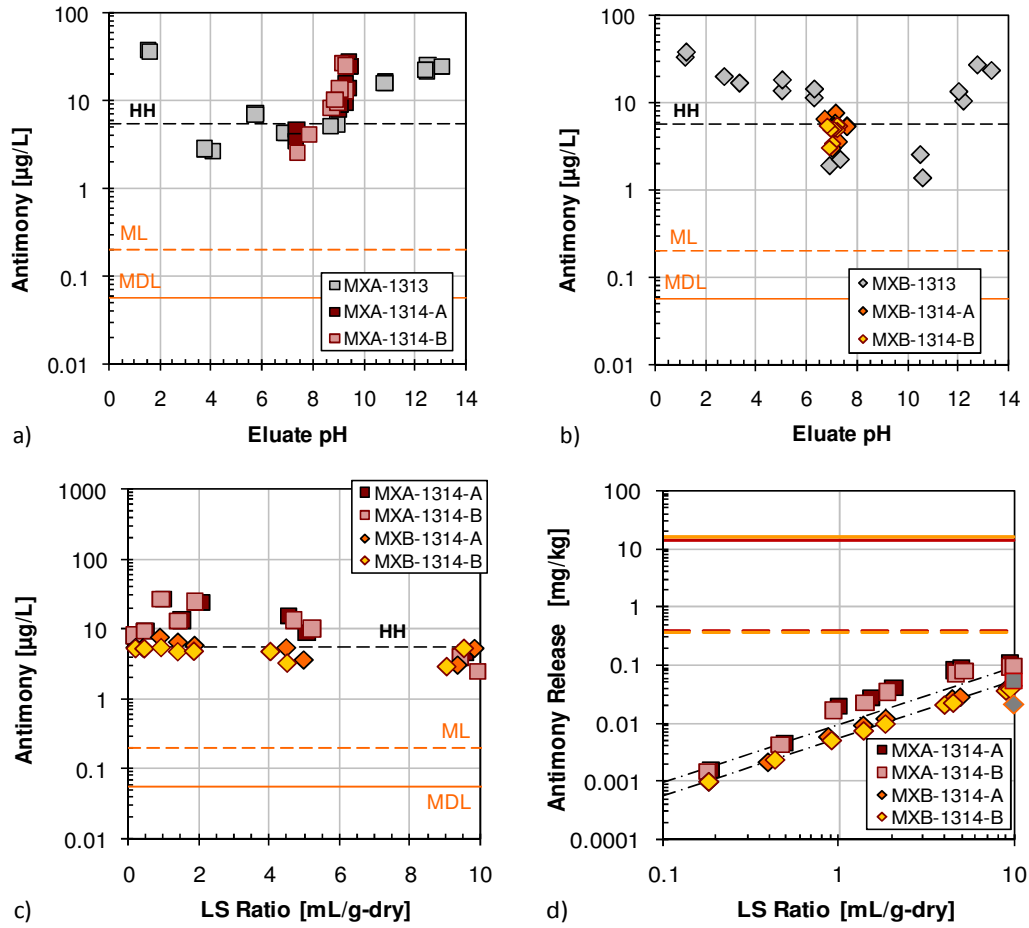 100
10
1
0.1
0.01
Antimony [µg/L]
HH
ML
MDL
MXA-1313
MXA-1314-A
MXA-1314-B
0 2 4 6 8 10 12 14
Eluate pH
a)
100
10
1
0.1
0.01
Antimony [µg/L]
HH
ML
MDL
MXB-1313
MXB-1314-A
MXB-1314-B
0 2 4 6 8 10 12 14
Eluate pH
b)
1000
100
10
1
0.1
0.01
Antimony [µg/L]
MXA-1314-A
MXA-1314-B
MXB-1314-A
MXB-1314-B
HH
ML
MDL
0 2 4 6 8 10
LS Ratio [mL/g-dry]
c)
100
10
1
0.1
0.01
0.001
0.0001
Antimony Release [mg/kg]
MXA-1314-A
MXA-1314-B
MXB-1314-A
MXB-1314-B
0.1 1 10
LS Ratio [mL/g-dry]
d)